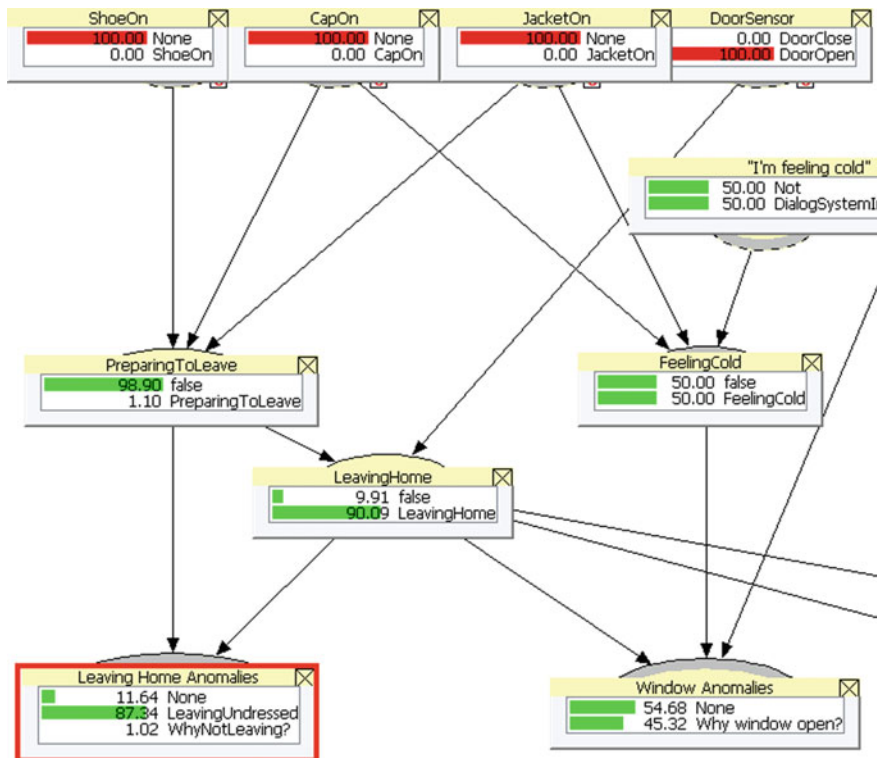 ShoeOn
100.00 None
0.00 ShoeOn
CapOn
100.00 None
0.00 CapOn
JacketOn
100.00 None
0.00 JacketOn
DoorSensor
0.00 DoorClose
100.00 DoorOpen
"I'm feeling cold"
50.00 Not
50.00 DialogSystemI
PreparingToLeave
98.90 false
1.10 PreparingToLeave
FeelingCold
50.00 false
50.00 FeelingCold
LeavingHome
9.91 false
90.09 LeavingHome
Leaving Home Anomalies
11.64 None
87.34 LeavingUndressed
1.02 WhyNotLeaving?
Window Anomalies
54.68 None
45.32 Why window open?